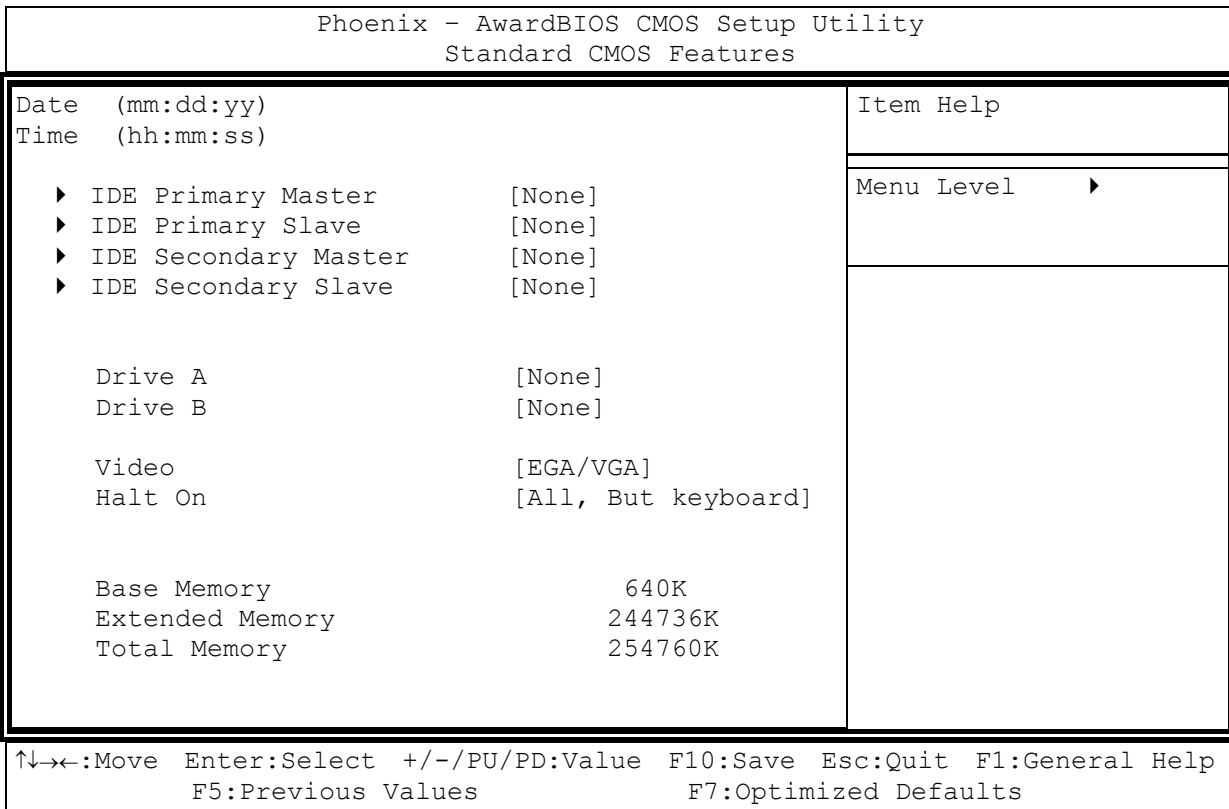 Phoenix – AwardBIOS CMOS Setup Utility
Standard CMOS Features
Date (mm:dd:yy)
Time (hh:mm:ss)
IDE Primary Master [None]
IDE Primary Slave [None]
IDE Secondary Master [None]
IDE Secondary Slave [None]
Drive A [None]
Drive B [None]
Video [EGA/VGA]
Halt On [All, But keyboard]
Base Memory 640K
Extended Memory 244736K
Total Memory 254760K
Item Help
Menu Level
↑↓→←:Move Enter:Select +/-/PU/PD:Value F10:Save Esc:Quit F1:General Help
F5:Previous Values F7:Optimized Defaults